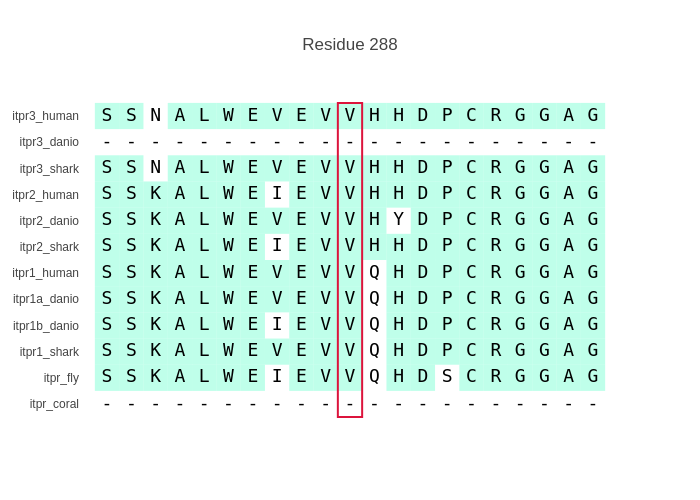 Residue 288
itpr3_human S S N A L W E V E V V H H D P C R G G A G
itpr3_danio - - - - - - - - - - - - - - - - - - - - -
itpr3_shark S S N A L W E V E V V H H D P C R G G A G
itpr2_human S S K A L W E I E V V H H D P C R G G A G
itpr2_danio S S K A L W E V E V V H Y D P C R G G A G
itpr2_shark S S K A L W E I E V V H H D P C R G G A G
itpr1_human S S K A L W E V E V V Q H D P C R G G A G
itpr1a_danio S S K A L W E V E V V Q H D P C R G G A G
itpr1b_danio S S K A L W E I E V V Q H D P C R G G A G
itpr1_shark S S K A L W E V E V V Q H D P C R G G A G
itpr_fly S S K A L W E I E V V Q H D S C R G G A G
itpr_coral - - - - - - - - - - - - - - - - - - - - -